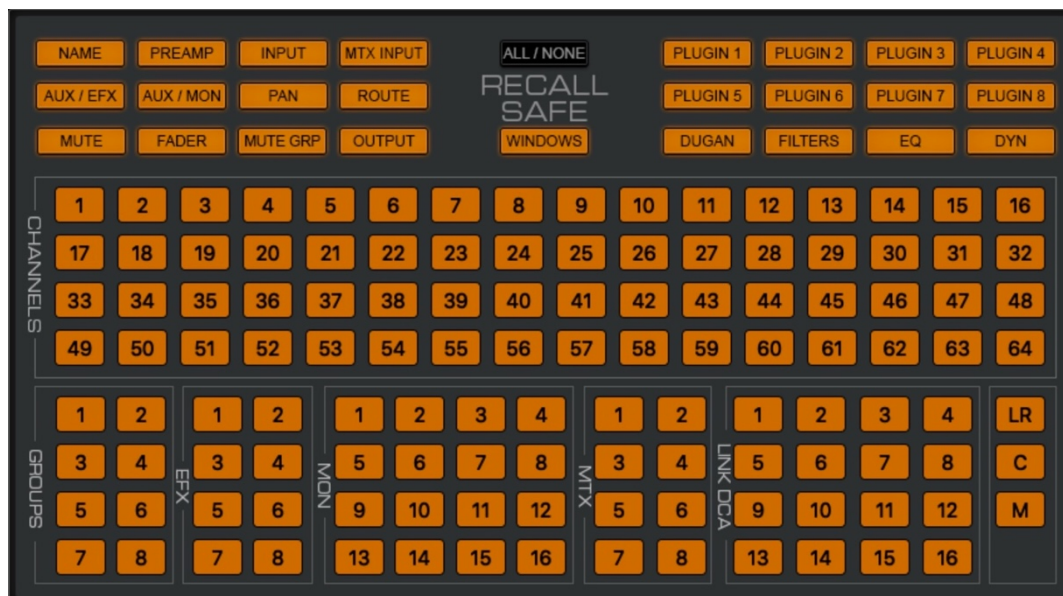 NAME PREAMP INPUT MTX INPUT ALL / NONE PLUGIN 1 PLUGIN 2 PLUGIN 3 PLUGIN 4
RECALL
AUX / EFX AUX / MON PAN ROUTE PLUGIN 5 PLUGIN 6 PLUGIN 7 PLUGIN 8
SAFE
MUTE FADER MUTE GRP OUTPUT WINDOWS DUGAN FILTERS EQ DYN
CHANNELS
1 2 3 4 5 6 7 8 9 10 11 12 13 14 15 16
17 18 19 20 21 22 23 24 25 26 27 28 29 30 31 32
33 34 35 36 37 38 39 40 41 42 43 44 45 46 47 48
49 50 51 52 53 54 55 56 57 58 59 60 61 62 63 64
GROUPS
1 2
3 4
5 6
7 8
EFX
1 2
3 4
5 6
7 8
MON
1 2 3 4
5 6 7 8
9 10 11 12
13 14 15 16
MTX
1 2
3 4
5 6
7 8
LINK DCA
1 2 3 4
5 6 7 8
9 10 11 12
13 14 15 16
LR
C
M